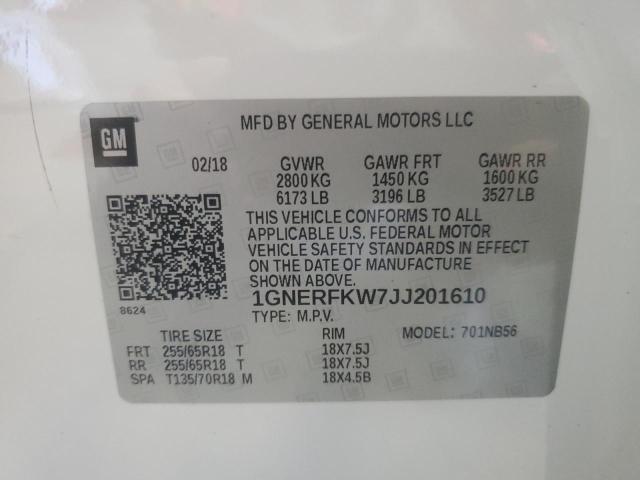 GM
MFD BY GENERAL MOTORS LLC
02/18 GVWR GAWR FRT GAWR RR
2800 KG 1450 KG 1600 KG
6173 LB 3196 LB 3527 LB
THIS VEHICLE CONFORMS TO ALL
APPLICABLE U.S. FEDERAL MOTOR
VEHICLE SAFETY STANDARDS IN EFFECT
ON THE DATE OF MANUFACTURE
SHOWN ABOVE.
8624
1GNERFKW7JJ201610
TYPE: M.P.V. MODEL: 701NB56
TIRE SIZE RIM
FRT 255/65R18 T 18X7.5J
RR 255/65R18 T 18X7.5J
SPA T135/70R18 M 18X4.5B